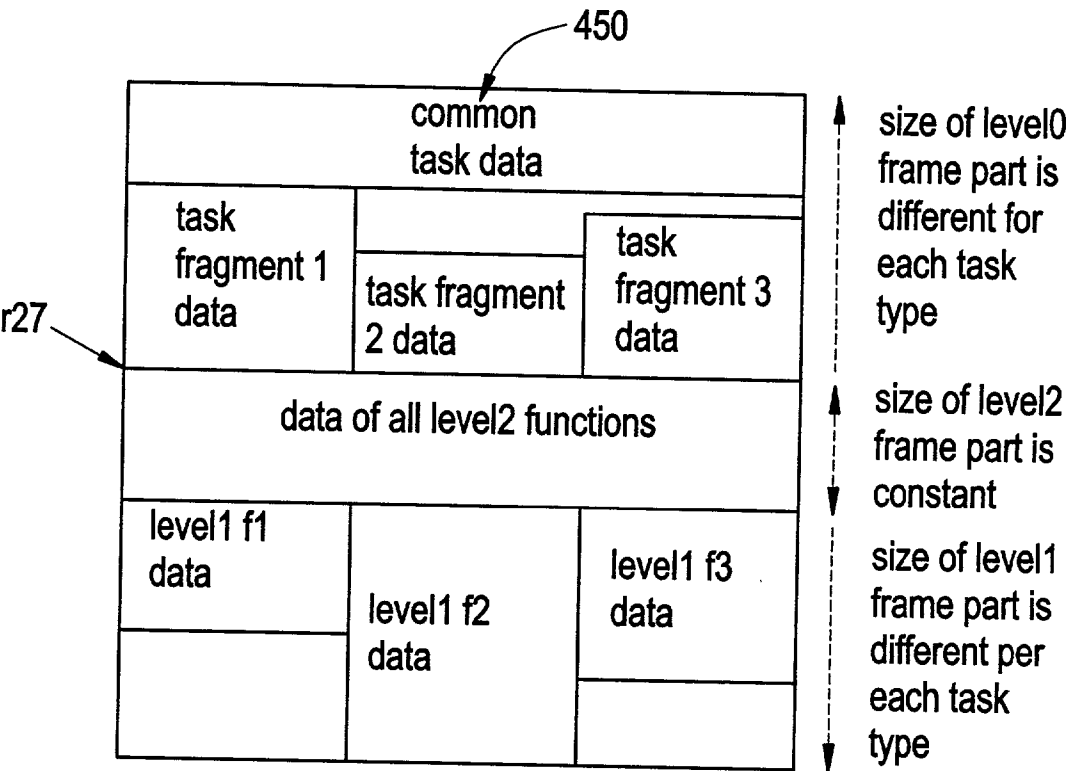 450
common
task data
size of level0
frame part is
different for
each task
type
task
fragment 1
data
task fragment
2 data
task
fragment 3
data
r27
data of all level2 functions
size of level2
frame part is
constant
level1 f1
data
level1 f2
data
level1 f3
data
size of level1
frame part is
different per
each task
type